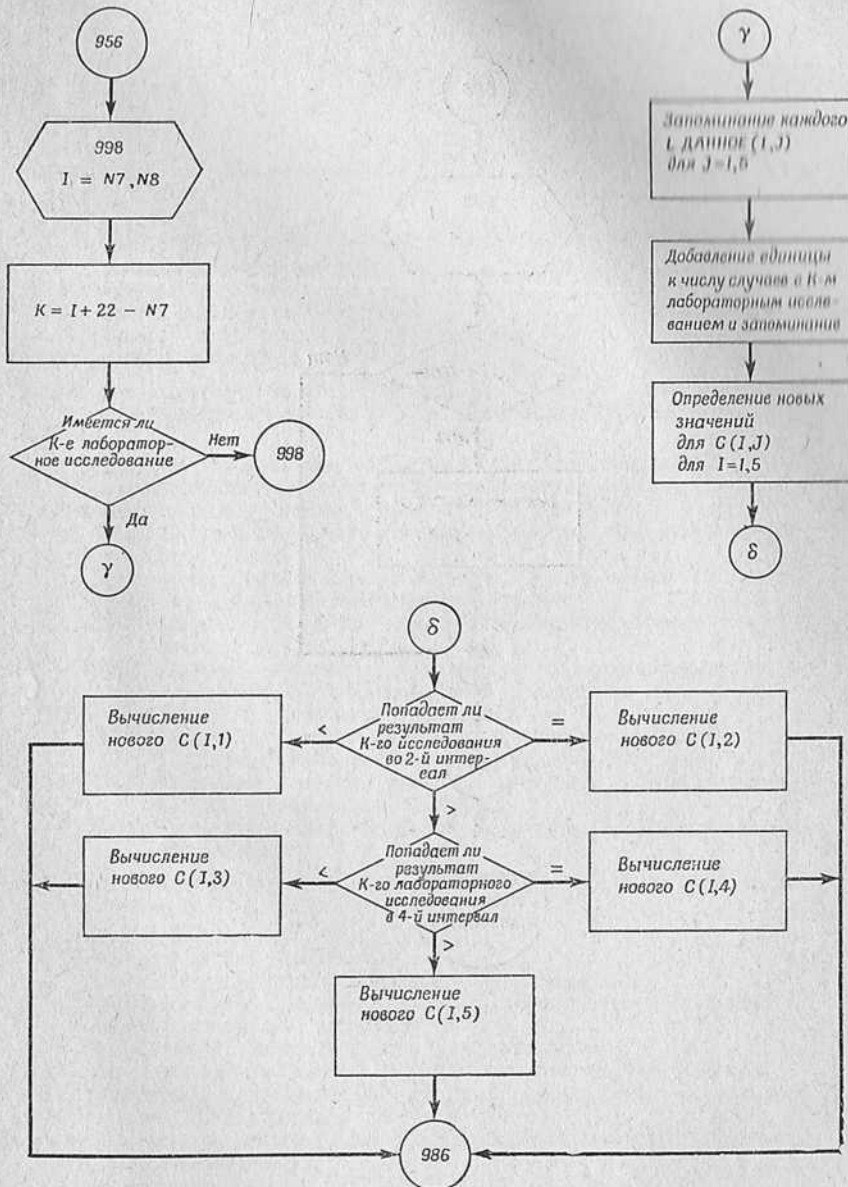 956
998
I = N7,N8
K = I+22 − N7
Имеется ли
К-е лаборатор-
ное исследование
Нет
998
Да
γ
γ
Запоминание каждого
L ДАННОЕ (I,J)
для J=1,5
Добавление единицы
к числу случаев с К-м
лабораторным иссле-
ванием и запоминание
Определение новых
значений
для C(I,J)
для I=1,5
δ
δ
Попадает ли
результат
К-го исследования
во 2-й интер-
вал
<
Вычисление
нового C(I,1)
=
Вычисление
нового C(I,2)
>
Попадает ли
результат
К-го лабораторного
исследования
в 4-й интервал
<
Вычисление
нового C(I,3)
=
Вычисление
нового C(I,4)
>
Вычисление
нового C(I,5)
986